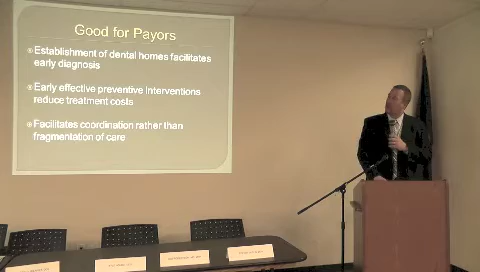 Good for Payors
Establishment of dental homes facilitates
early diagnosis
Early effective preventive interventions
reduce treatment costs
Facilitates coordination rather than
fragmentation of care